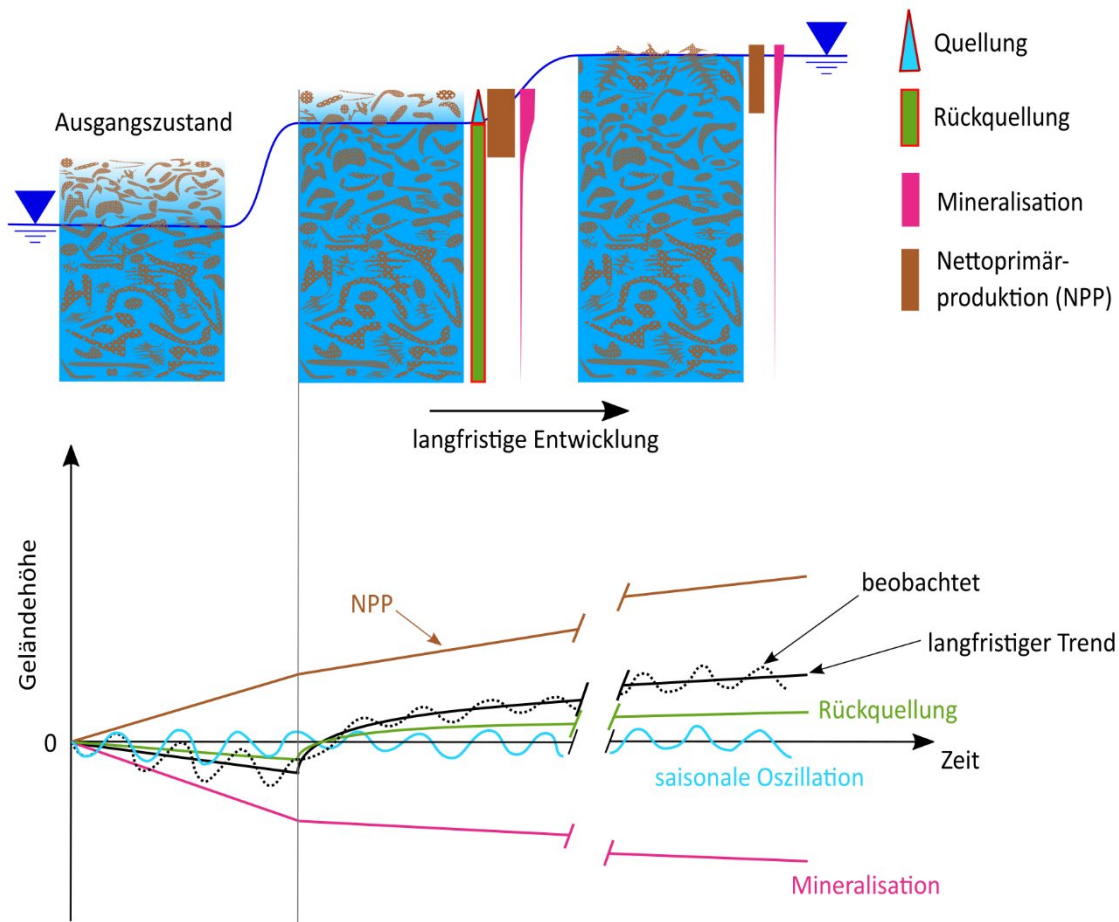 Ausgangszustand
Quellung
Rückquellung
Mineralisation
Nettoprimär-
produktion (NPP)
langfristige Entwicklung
Geländehöhe
NPP
beobachtet
langfristiger Trend
Rückquellung
0
Zeit
saisonale Oszillation
Mineralisation